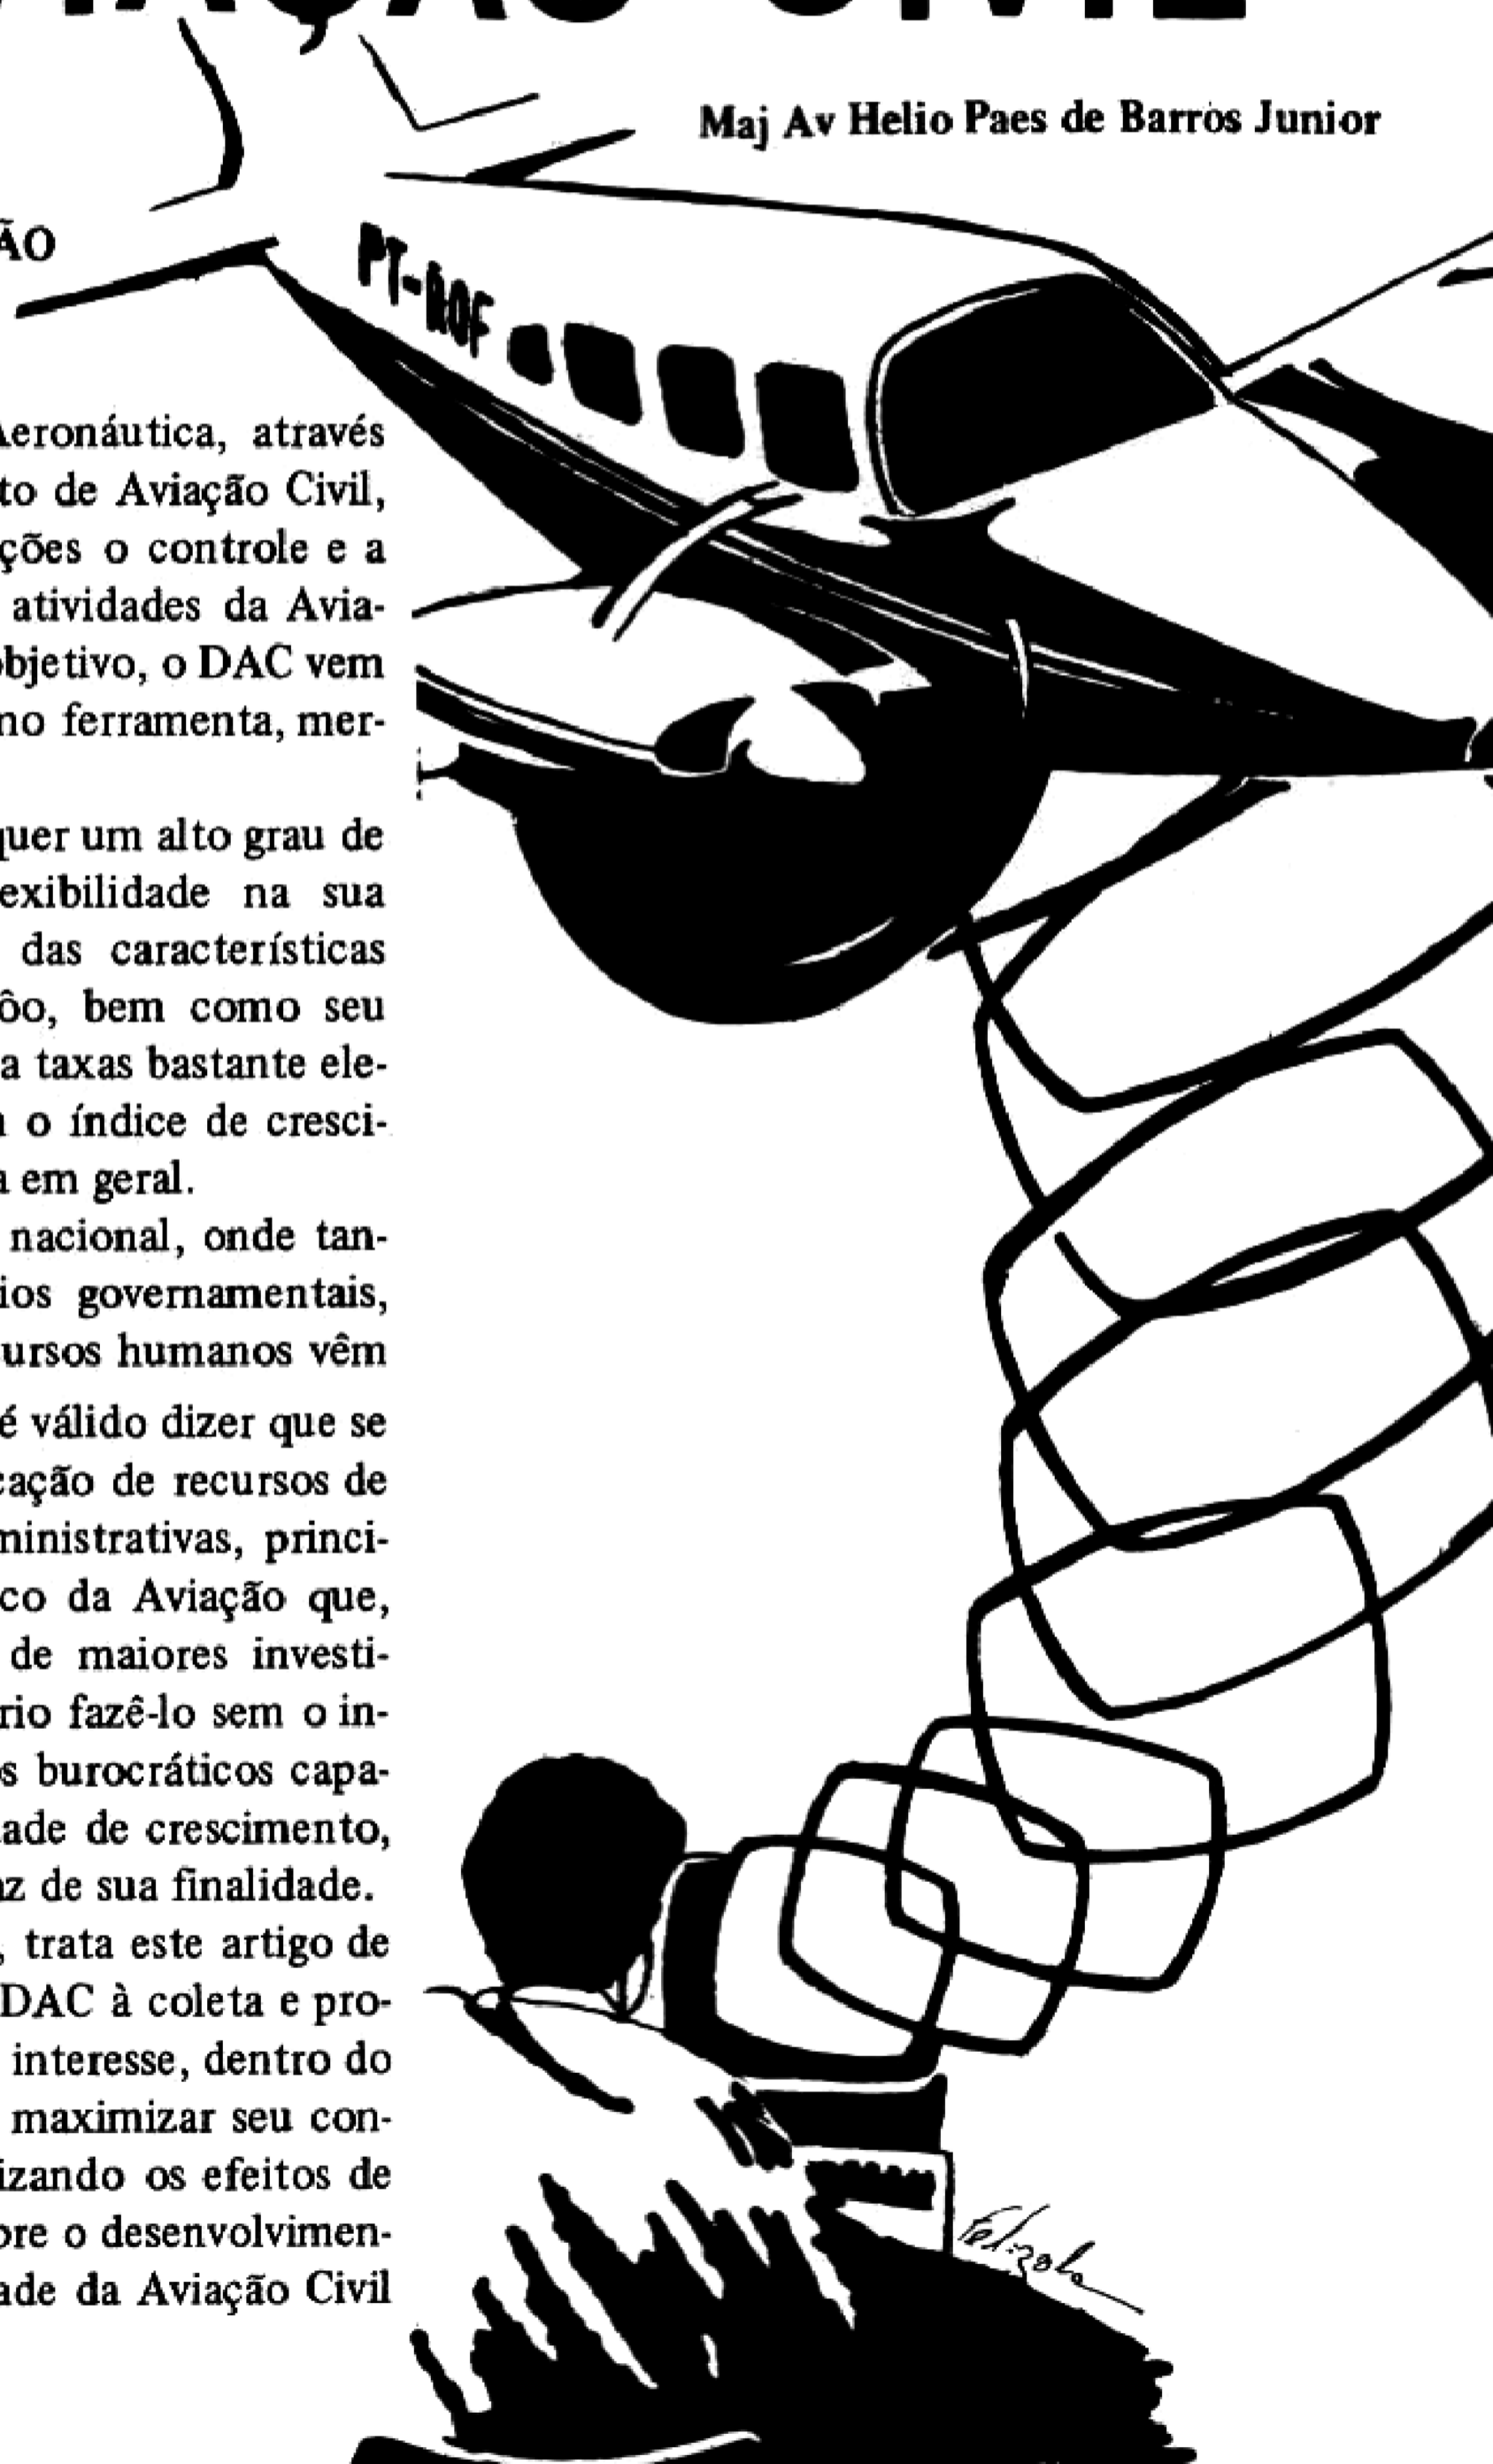 AÇÃO CIVIL
Maj Av Helio Paes de Barros Junior
ÃO
PT-
Aeronáutica, através
to de Aviação Civil,
ções o controle e a
atividades da Avia-
objetivo, o DAC vem
no ferramenta, mer-
quer um alto grau de
exibilidade na sua
das características
ôo, bem como seu
a taxas bastante ele-
o índice de cresci-
em geral.
nacional, onde tan-
ios governamentais,
ursos humanos vêm
é válido dizer que se
cação de recursos de
ministrativas, princi-
co da Aviação que,
de maiores investi-
rio fazê-lo sem o in-
s burocráticos capa-
ade de crescimento,
az de sua finalidade.
, trata este artigo de
DAC à coleta e pro-
interesse, dentro do
maximizar seu con-
izando os efeitos de
bre o desenvolvimen-
ade da Aviação Civil
Felizola